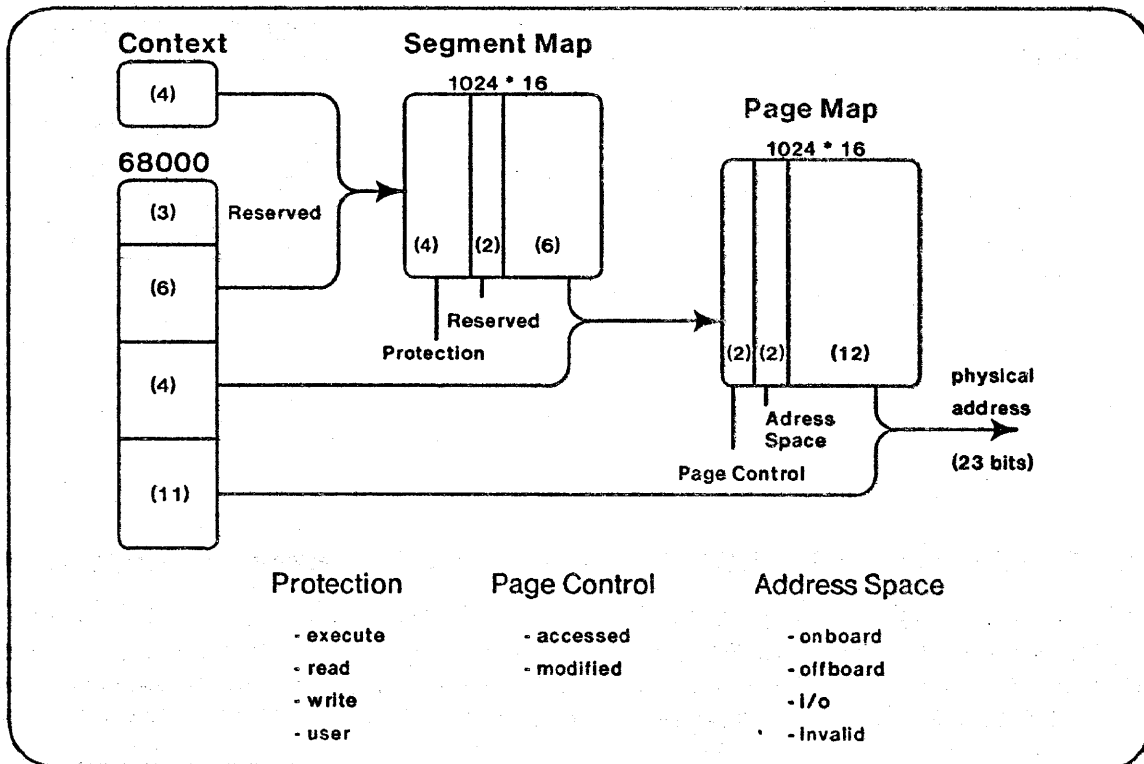 Context
(4)
68000
(3)
Reserved
(6)
(4)
(11)
Segment Map
1024 * 16
(4)
(2)
(6)
Reserved
Protection
Page Map
1024 * 16
(2)
(2)
(12)
Adress
Space
Page Control
physical
address
(23 bits)
Protection
- execute
- read
- write
- user
Page Control
- accessed
- modified
Address Space
- onboard
- offboard
- i/o
- Invalid